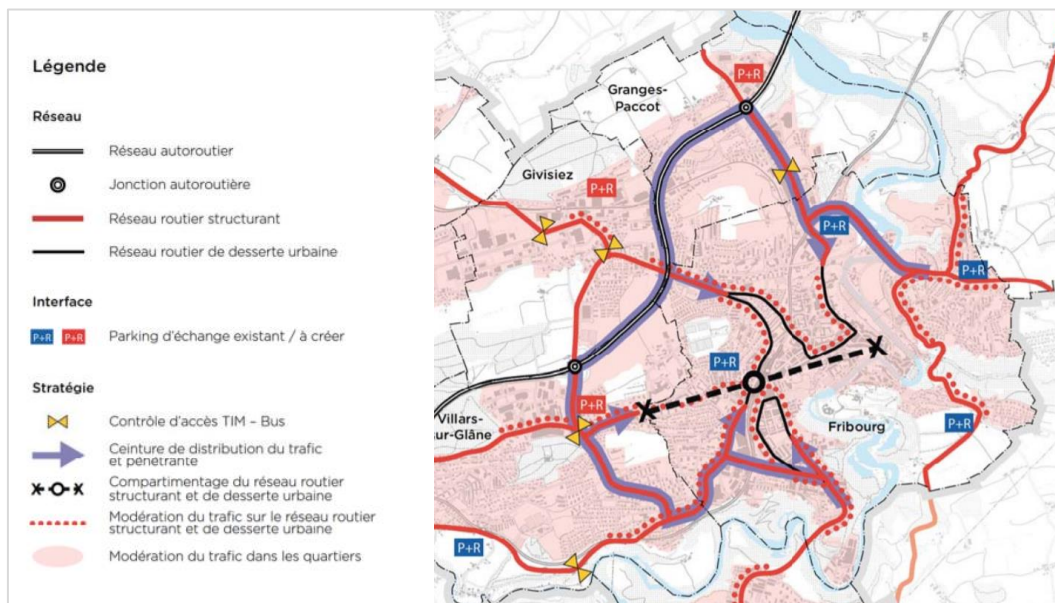 Légende
Réseau
Réseau autoroutier
Jonction autoroutière
Réseau routier structurant
Réseau routier de desserte urbaine
Interface
P+R P+R Parking d'échange existant / à créer
Stratégie
Contrôle d'accès TIM – Bus
Ceinture de distribution du trafic
et pénétrante
Compartimentage du réseau routier
structurant et de desserte urbaine
Modération du trafic sur le réseau routier
structurant et de desserte urbaine
Modération du trafic dans les quartiers
P+R
Granges-
Paccot
Givisiez
P+R
P+R
P+R
P+R
P+R
Villars-
sur-Glâne
Fribourg
P+R
P+R